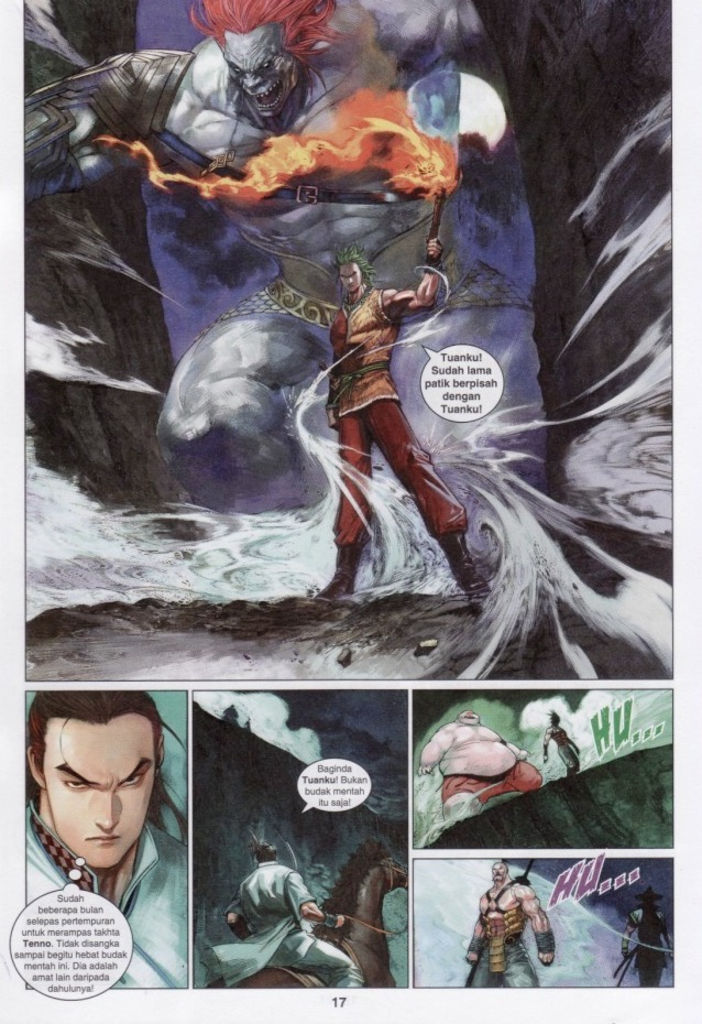 Tuanku!
Sudah lama
patik berpisah
dengan
Tuanku!
Sudah
beberapa bulan
selepas pertempuran
untuk merampas takhta
Tenno. Tidak disangka
sampai begitu hebat budak
mentah ini. Dia adalah
amat lain daripada
dahulunya!
Baginda
Tuanku! Bukan
budak mentah
itu saja!
HU...
HU...
17